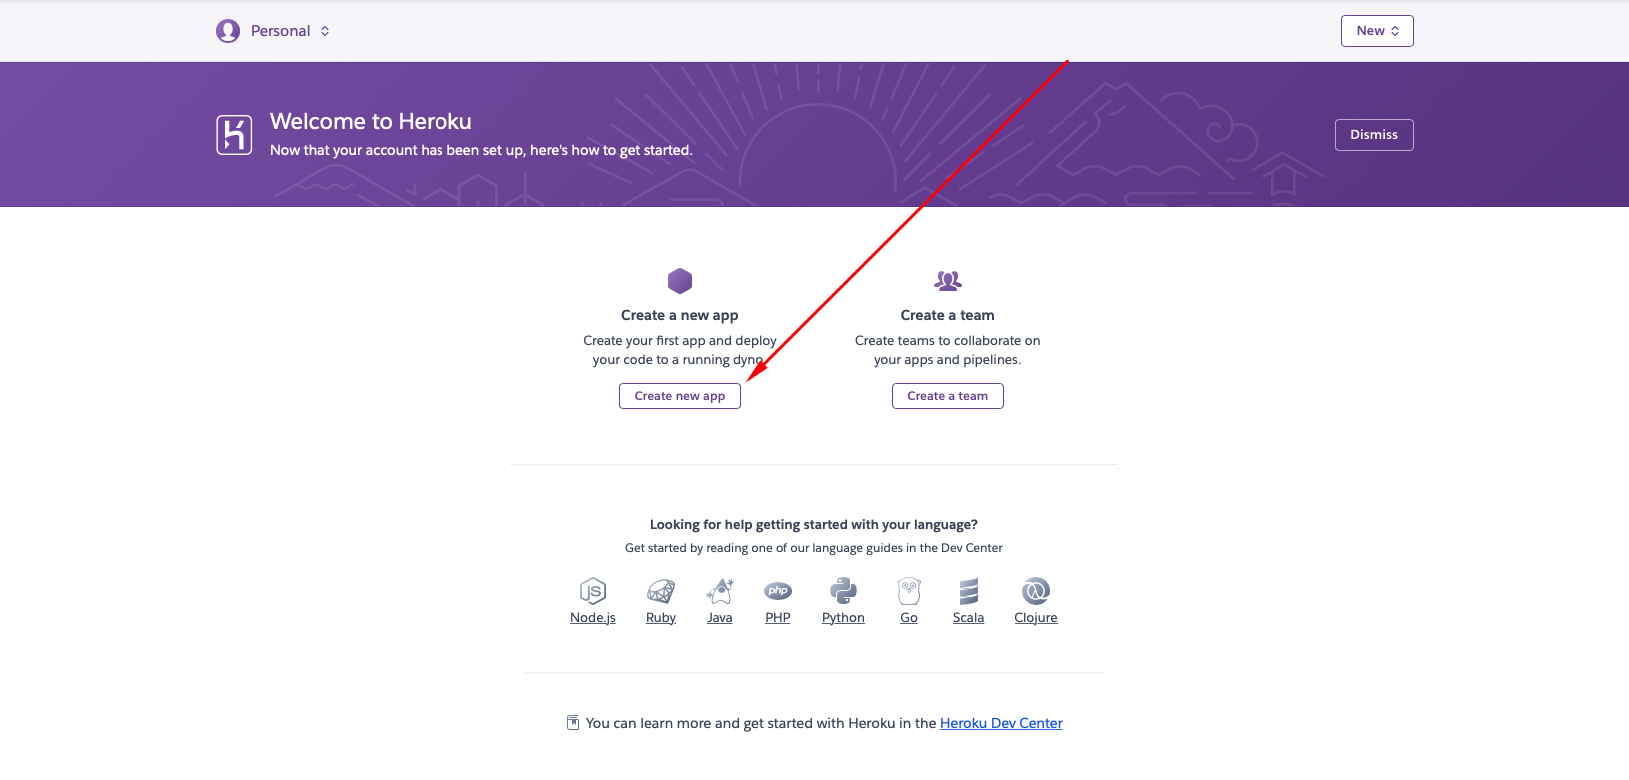 Personal
New
Welcome to Heroku
Now that your account has been set up, here's how to get started.
Dismiss
Create a new app
Create your first app and deploy
your code to a running dyno.
Create new app
Create a team
Create teams to collaborate on
your apps and pipelines.
Create a team
Looking for help getting started with your language?
Get started by reading one of our language guides in the Dev Center
JS
php
Node.js
Ruby
Java
PHP
Python
Go
Scala
Clojure
You can learn more and get started with Heroku in the Heroku Dev Center